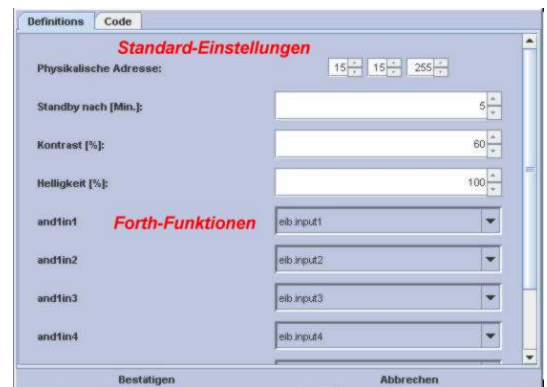 Definitions Code
Standard-Einstellungen
Physikalische Adresse: 15 15 255
Standby nach [Min.]: 5
Kontrast [%]: 60
Helligkeit [%]: 100
and1in1 Forth-Funktionen eib.input1
and1in2 eib.input2
and1in3 eib.input3
and1in4 eib.input4
Bestätigen Abbrechen